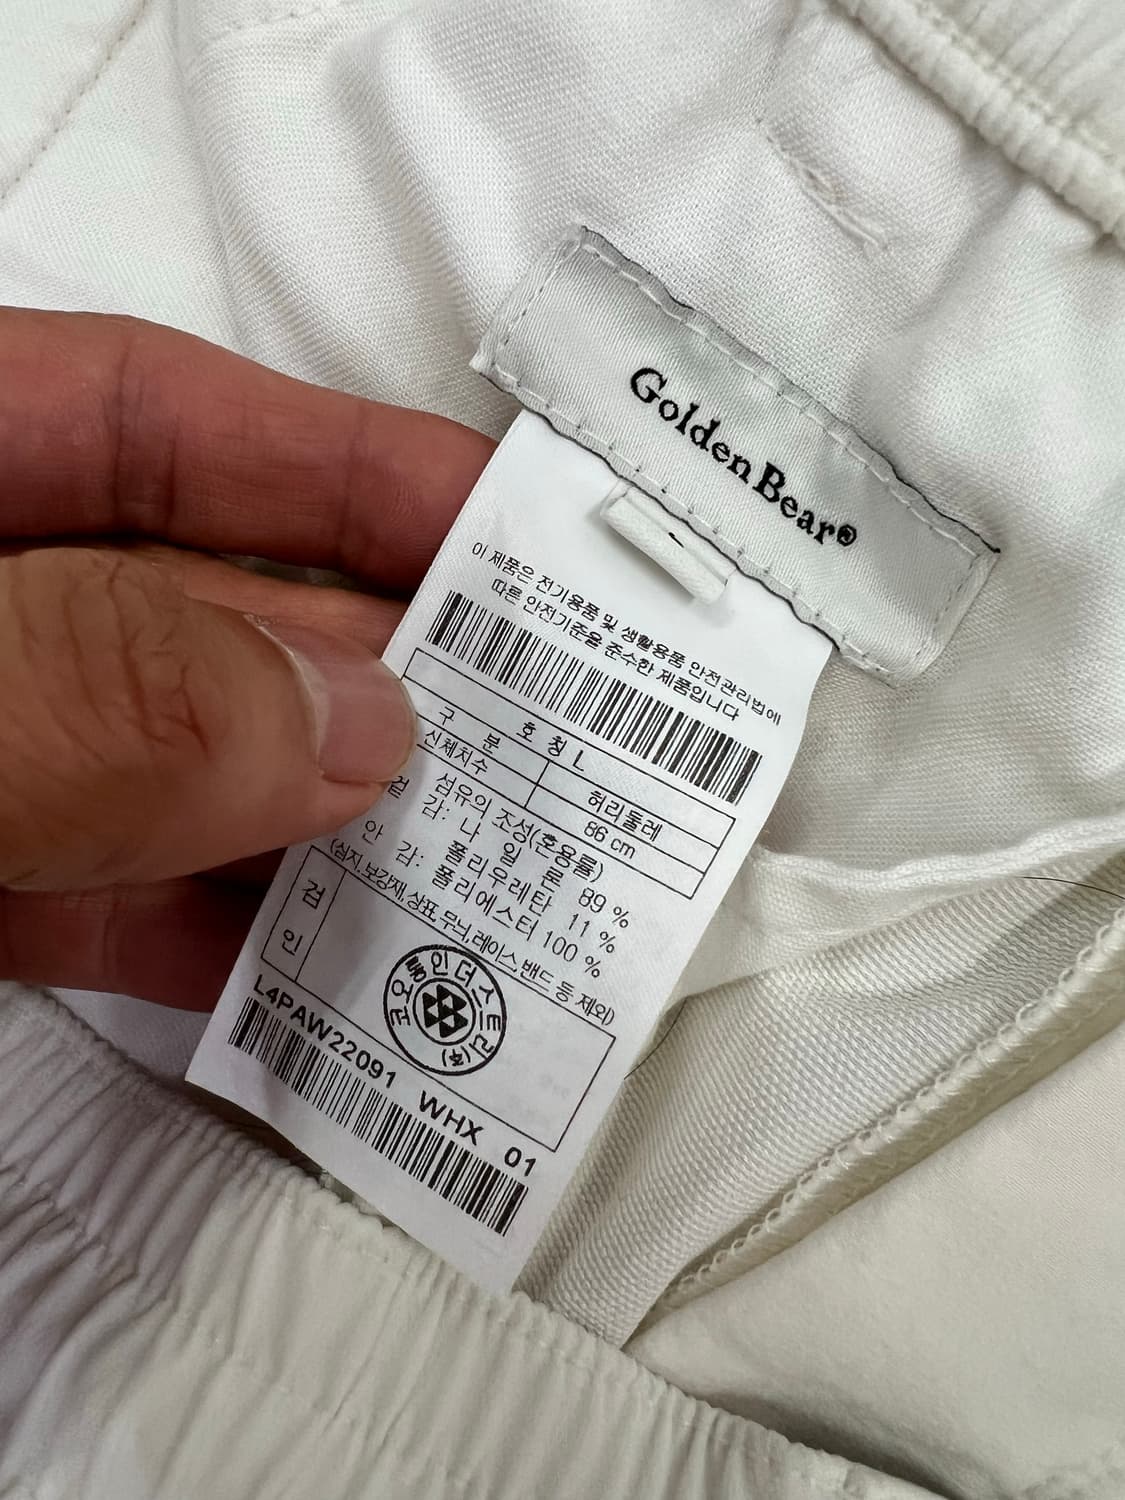 GoldenBear®
이 제품은 전기용품 및 생활용품 안전관리법에
따른 안전기준을 준수한 제품입니다
구 분 호 칭 L
신체치수 허리둘레
86 cm
섬유의 조성(혼용률)
겉 감: 나 일 론 89 %
폴리우레탄 11 %
안 감: 폴리에스터 100 %
(심지,보강재,상표,무늬,레이스,밴드 등 제외)
검
인
코오롱인더스트리(주)
L4PAW22091 WHX 01